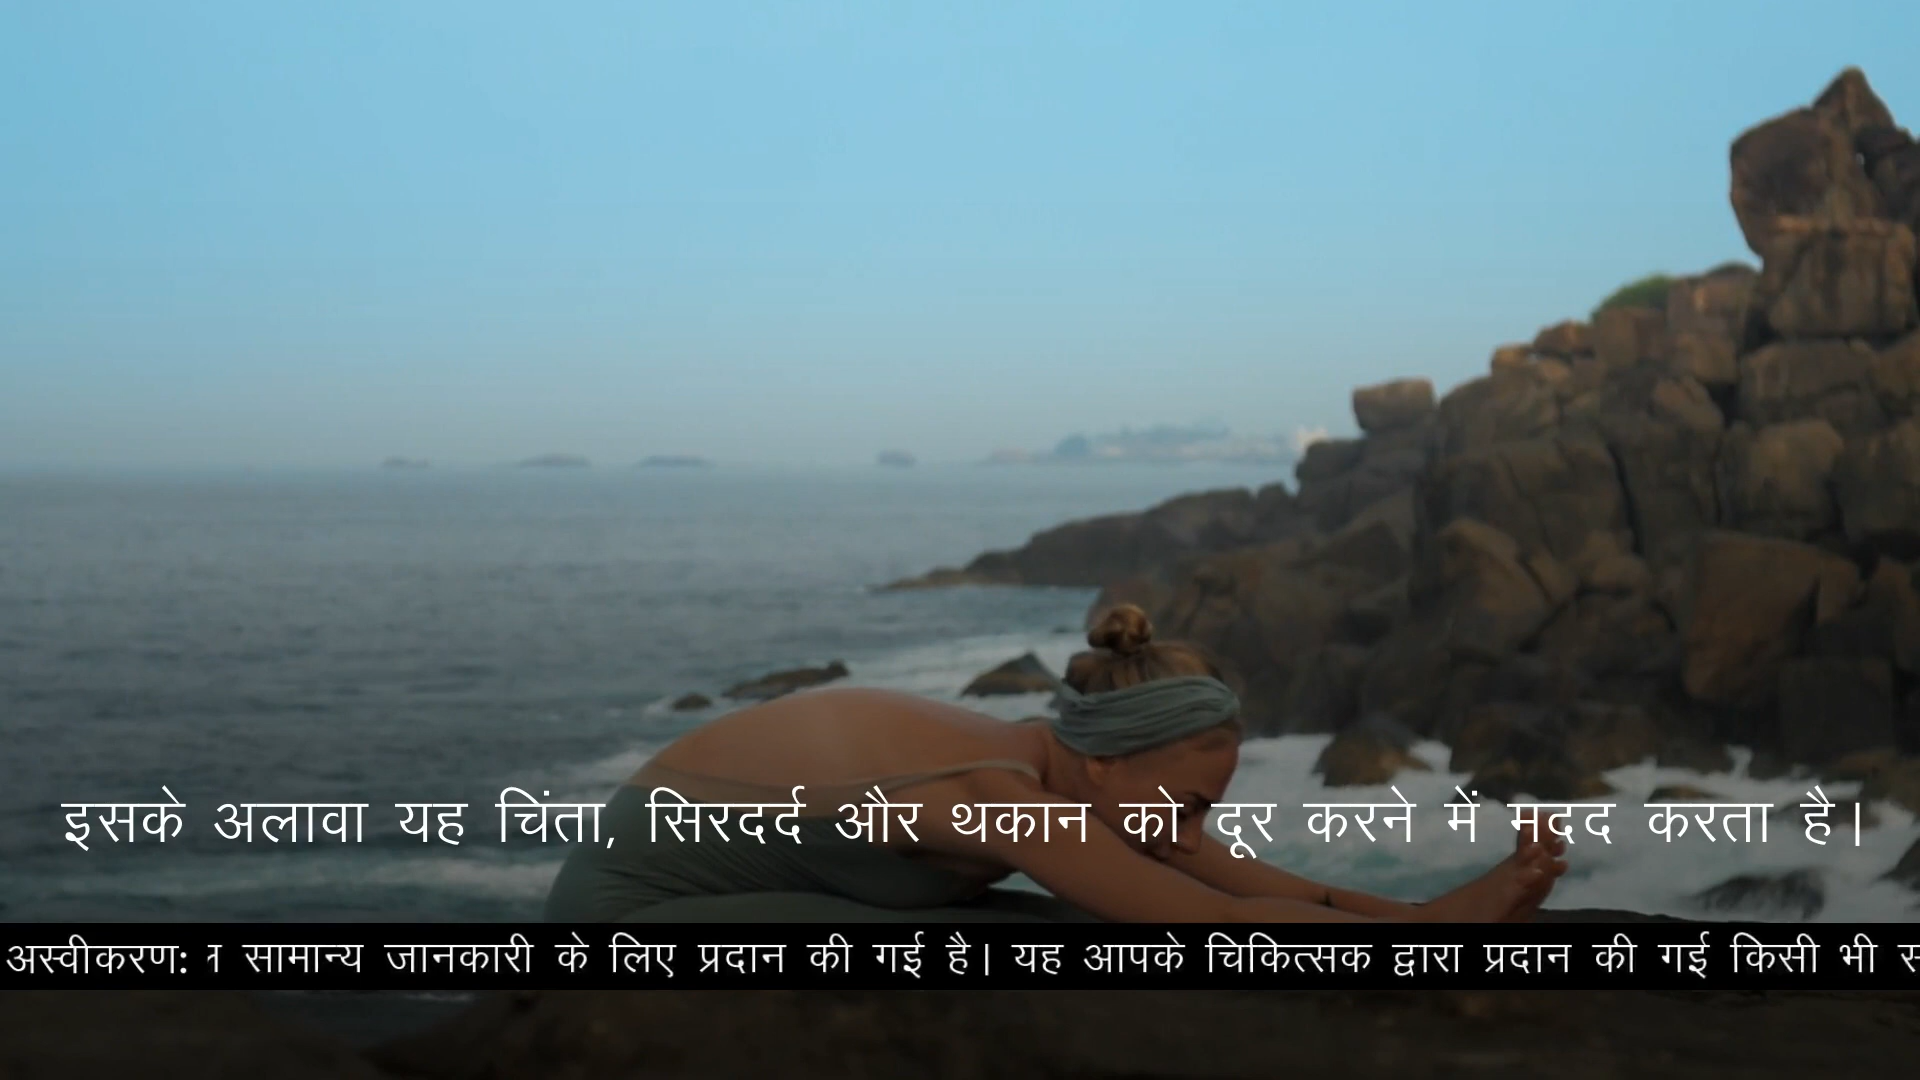 इसके अलावा यह चिंता, सिरदर्द और थकान को दूर करने में मदद करता है।
अस्वीकरण: सामान्य जानकारी के लिए प्रदान की गई है। यह आपके चिकित्सक द्वारा प्रदान की गई किसी भी